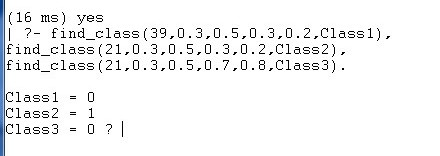 (16 ms) yes
| ?- find_class(39,0.3,0.5,0.3,0.2,Class1),
find_class(21,0.3,0.5,0.3,0.2,Class2),
find_class(21,0.3,0.5,0.7,0.8,Class3).
Class1 = 0
Class2 = 1
Class3 = 0 ? |